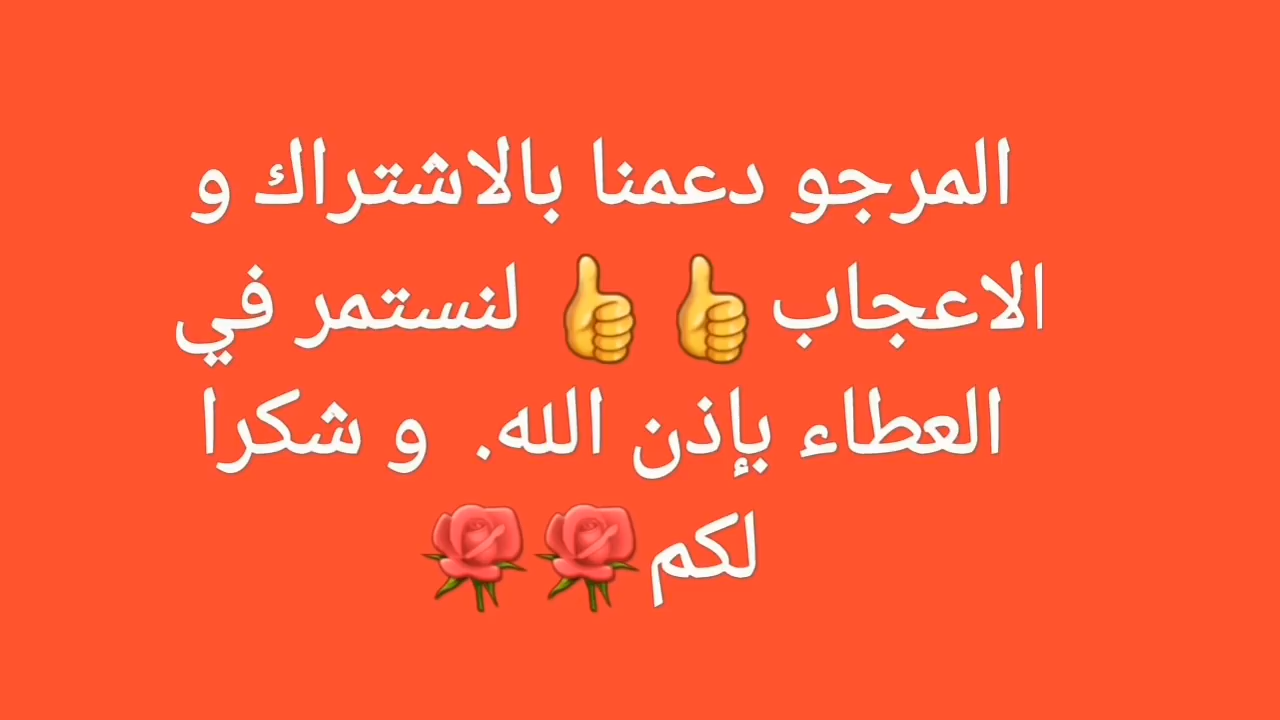 المرجو دعمنا بالاشتراك و
الاعجاب👍👍 لنستمر في
العطاء بإذن الله. و شكرا
لكم🌹🌹